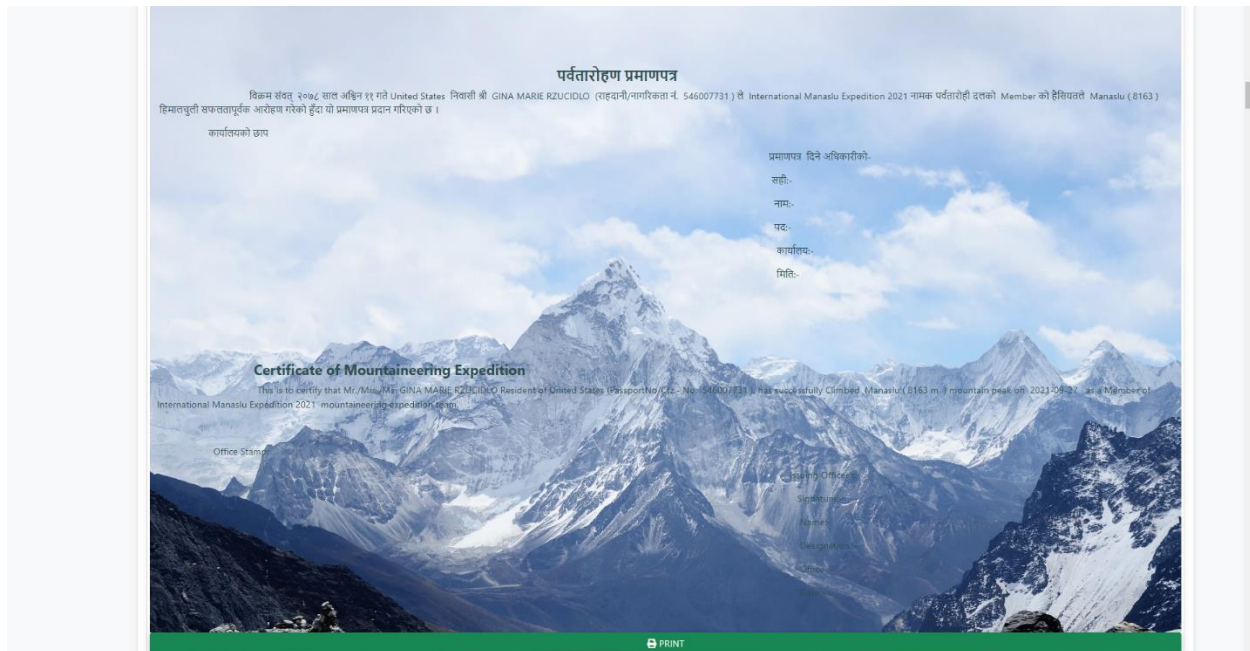 पर्वतारोहण प्रमाणपत्र
विक्रम संवत् २०७८ साल अश्विन ११ गते United States निवासी श्री GINA MARIE RZUCIDLO (राहदानी/नागरिकता नं. 546007731 ) ले International Manaslu Expedition 2021 नामक पर्वतारोही दलको Member को हैसियतले Manaslu ( 8163 )
हिमालचुली सफलतापूर्वक आरोहण गरेको हुँदा यो प्रमाणपत्र प्रदान गरिएको छ ।
कार्यालयको छाप
प्रमाणपत्र दिने अधिकारीको-
सही:-
नाम:-
पद:-
कार्यालय:-
मिति:-
Certificate of Mountaineering Expedition
This is to certify that Mr./Mrs./Ms. GINA MARIE RZUCIDLO Resident of United States (PassportNo./Ctz - No. 546007731 ) has successfully Climbed Manaslu ( 8163 m. ) mountain peak on 2021-09-27 as a Member of
International Manaslu Expedition 2021 mountaineering expedition team.
Office Stamp
Issuing Officer's
Signature:-
Name:-
Designation:-
PRINT